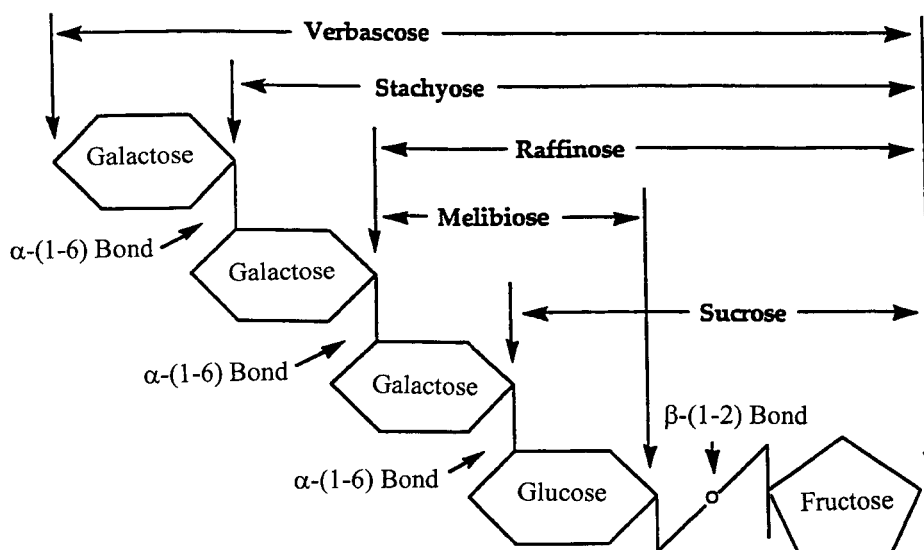 Verbascose
Stachyose
Galactose
Raffinose
Melibiose
α-(1-6) Bond
Galactose
Sucrose
α-(1-6) Bond
Galactose
β-(1-2) Bond
α-(1-6) Bond
Glucose
Fructose